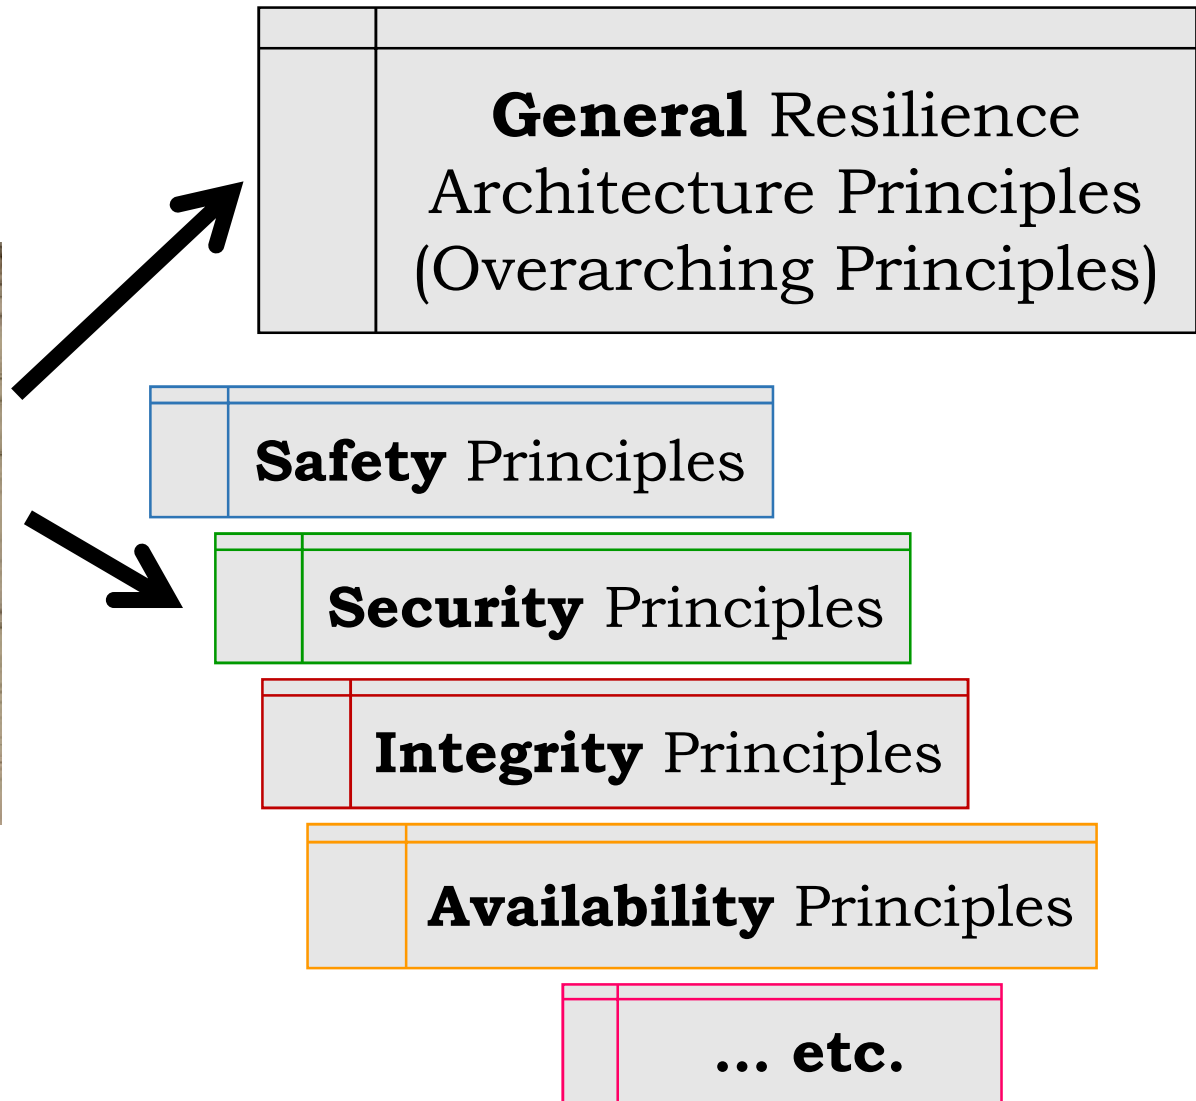 General Resilience
Architecture Principles
(Overarching Principles)
Safety Principles
Security Principles
Integrity Principles
Availability Principles
... etc.